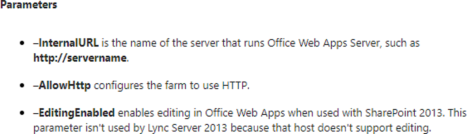 Parameters
• –InternalURL is the name of the server that runs Office Web Apps Server, such as
http://servername.
• –AllowHttp configures the farm to use HTTP.
• –EditingEnabled enables editing in Office Web Apps when used with SharePoint 2013. This
parameter isn't used by Lync Server 2013 because that host doesn't support editing.